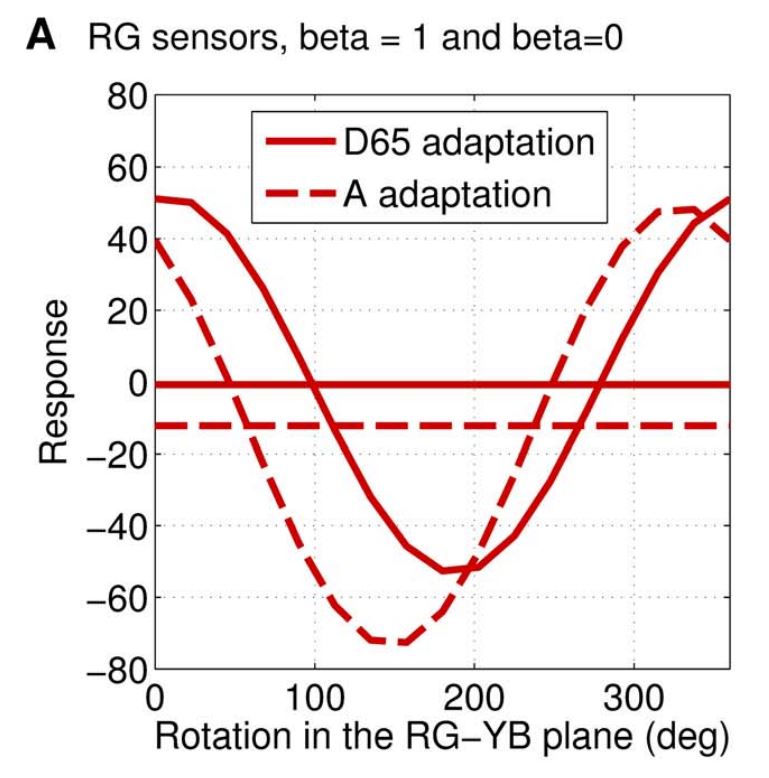 A RG sensors, beta = 1 and beta=0
80
60
40
20
0
−20
−40
−60
−80
Response
D65 adaptation
A adaptation
0 100 200 300
Rotation in the RG−YB plane (deg)